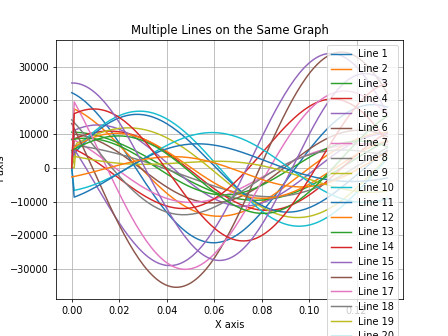 Multiple Lines on the Same Graph
30000
20000
10000
0
−10000
−20000
−30000
0.00
0.02
0.04
0.06
0.08
0.10
X axis
Line 1
Line 2
Line 3
Line 4
Line 5
Line 6
Line 7
Line 8
Line 9
Line 10
Line 11
Line 12
Line 13
Line 14
Line 15
Line 16
Line 17
Line 18
Line 19
Line 20